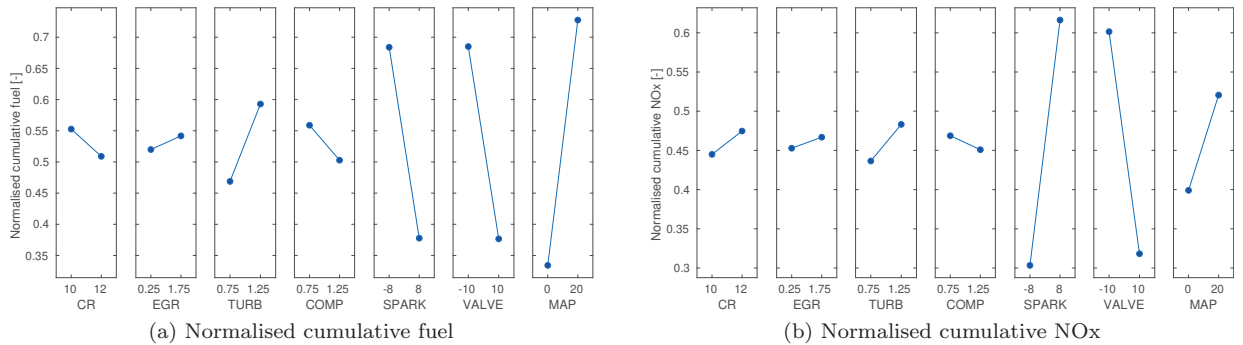 Normalised cumulative fuel [-]
0.7
0.65
0.6
0.55
0.5
0.45
0.4
0.35
10 12
CR
0.25 1.75
EGR
0.75 1.25
TURB
0.75 1.25
COMP
-8 8
SPARK
-10 10
VALVE
0 20
MAP
(a) Normalised cumulative fuel
Normalised cumulative NOx [-]
0.6
0.55
0.5
0.45
0.4
0.35
0.3
10 12
CR
0.25 1.75
EGR
0.75 1.25
TURB
0.75 1.25
COMP
-8 8
SPARK
-10 10
VALVE
0 20
MAP
(b) Normalised cumulative NOx